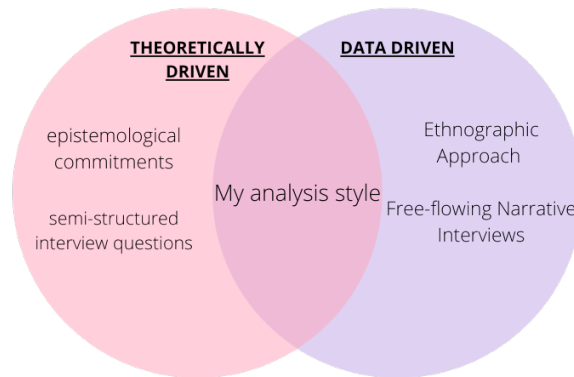 THEORETICALLY
DRIVEN
epistemological
commitments
semi-structured
interview questions
My analysis style
DATA DRIVEN
Ethnographic
Approach
Free-flowing Narrative
Interviews